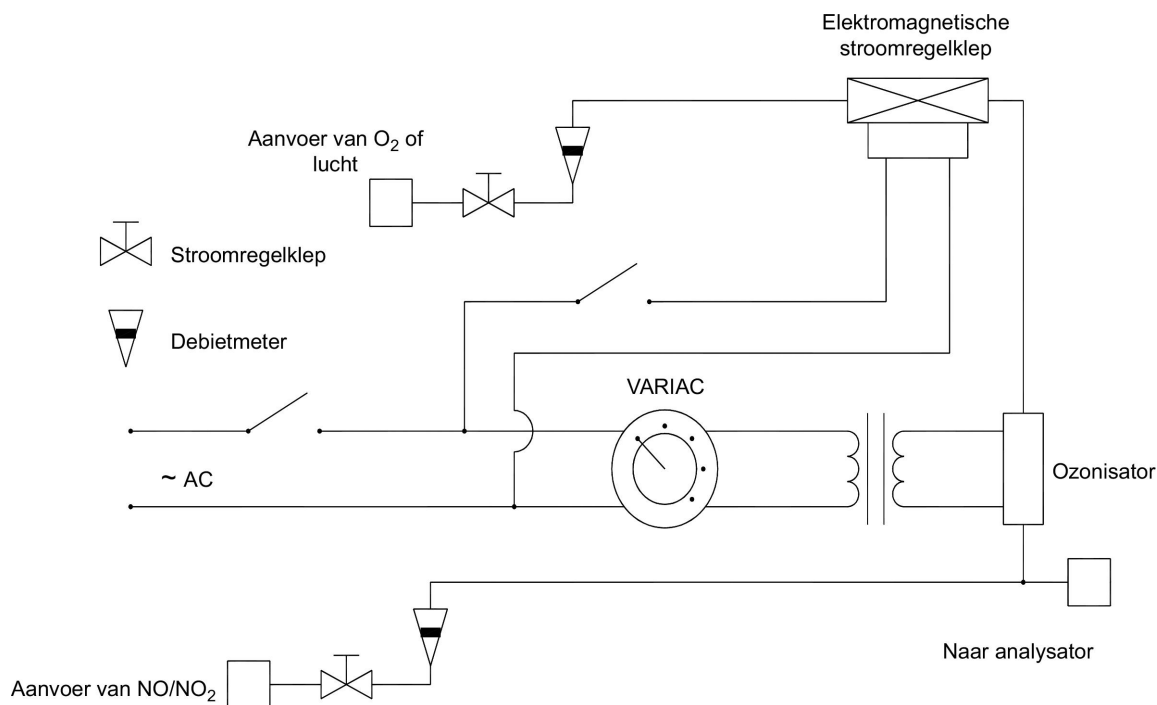 Elektromagnetische
stroomregelklep
Aanvoer van O₂ of
lucht
Stroomregelklep
Debietmeter
VARIAC
~ AC
Ozonisator
Naar analysator
Aanvoer van NO/NO₂